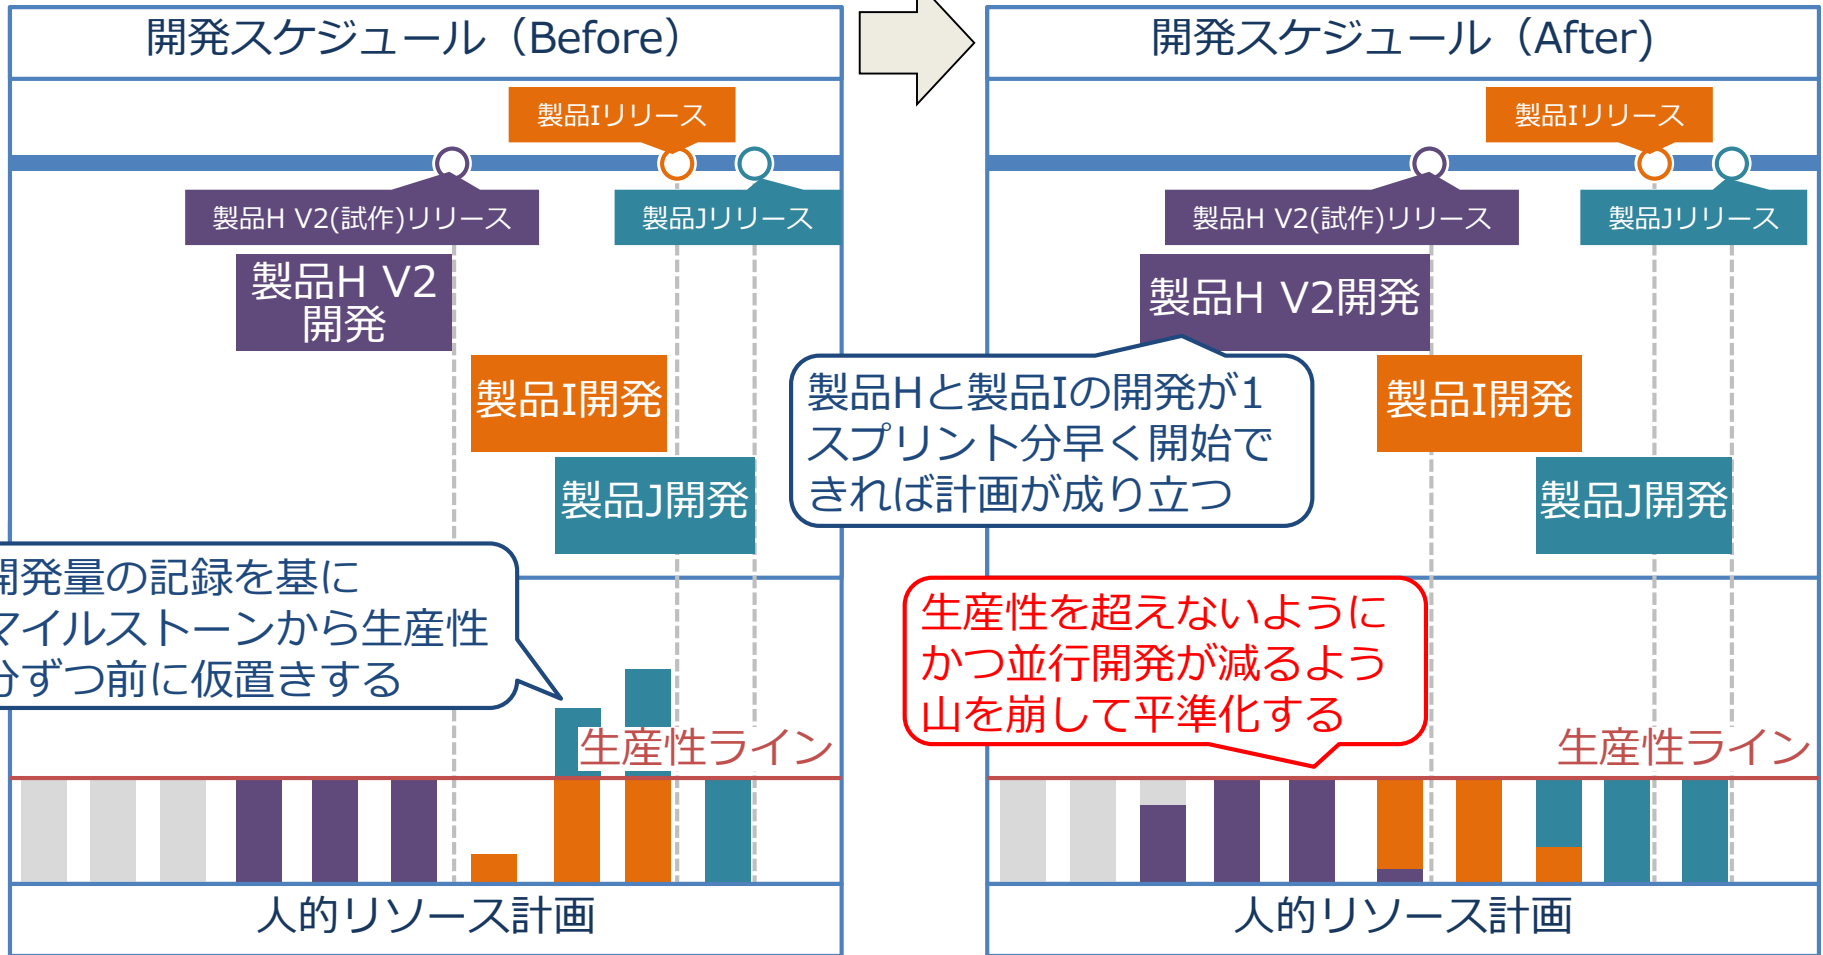 開発スケジュール（Before）
製品Iリリース
製品H V2(試作)リリース
製品Jリリース
製品H V2
開発
製品I開発
製品J開発
開発量の記録を基に
マイルストーンから生産性
分ずつ前に仮置きする
生産性ライン
人的リソース計画
開発スケジュール（After)
製品Iリリース
製品H V2(試作)リリース
製品Jリリース
製品H V2開発
製品I開発
製品J開発
製品Hと製品Iの開発が1
スプリント分早く開始で
きれば計画が成り立つ
生産性を超えないように
かつ並行開発が減るよう
山を崩して平準化する
生産性ライン
人的リソース計画